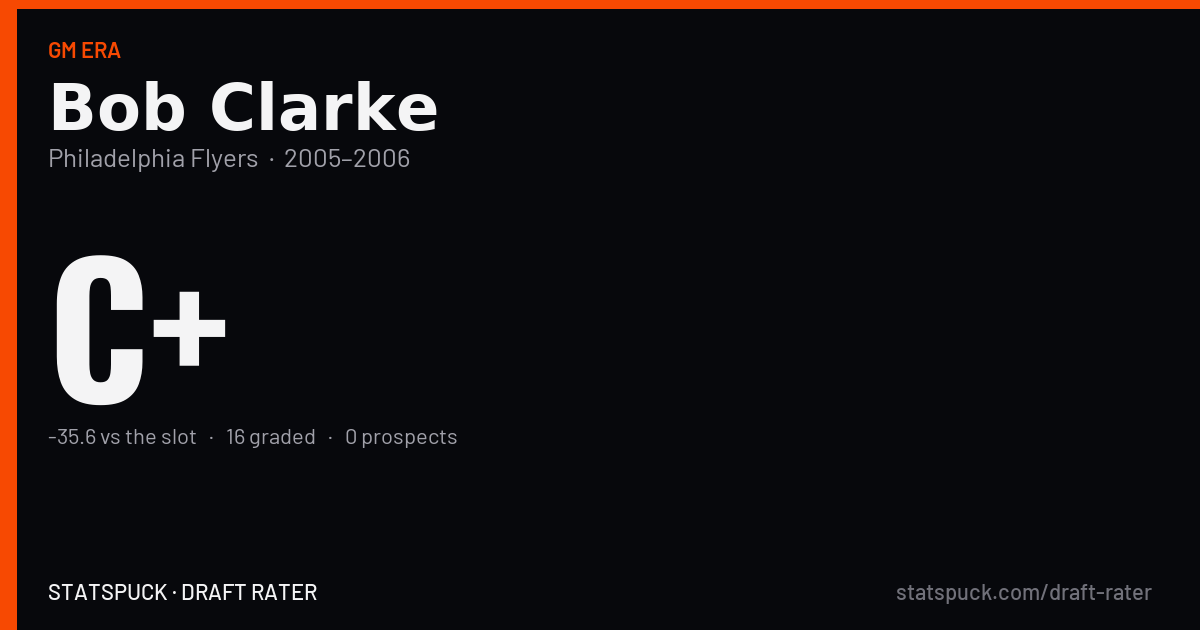 GM ERA
Bob Clarke
Philadelphia Flyers · 2005–2006
C+
-35.6 vs the slot · 16 graded · 0 prospects
STATSPUCK · DRAFT RATER
statspuck.com/draft-rater